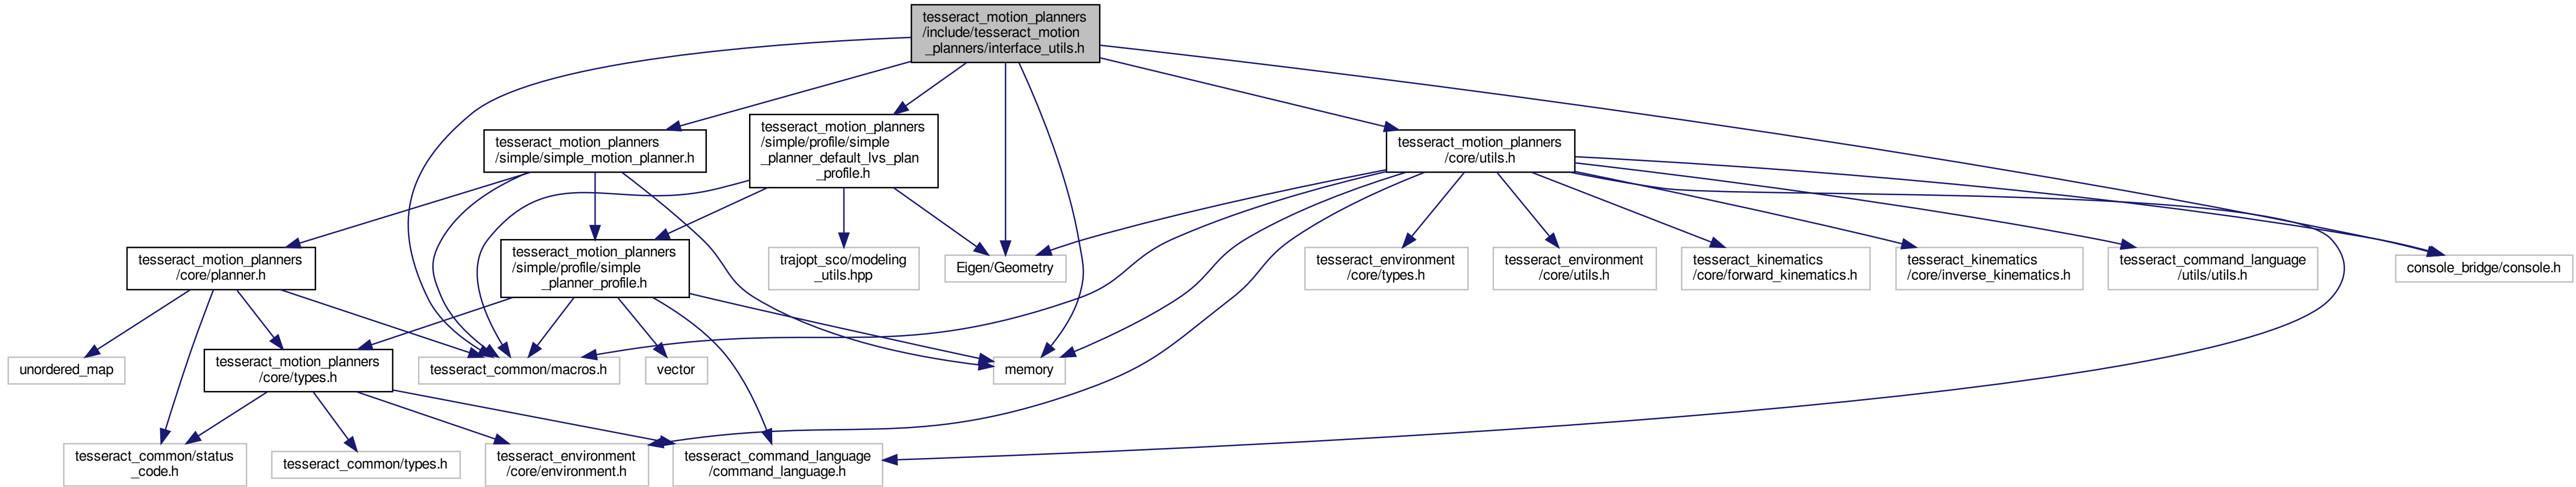 tesseract_motion_planners
/include/tesseract_motion
_planners/interface_utils.h
tesseract_motion_planners
/simple/simple_motion_planner.h
tesseract_motion_planners
/simple/profile/simple
_planner_default_lvs_plan
_profile.h
tesseract_motion_planners
/core/utils.h
tesseract_motion_planners
/core/planner.h
tesseract_motion_planners
/simple/profile/simple
_planner_profile.h
trajopt_sco/modeling
_utils.hpp
Eigen/Geometry
tesseract_environment
/core/types.h
tesseract_environment
/core/utils.h
tesseract_kinematics
/core/forward_kinematics.h
tesseract_kinematics
/core/inverse_kinematics.h
tesseract_command_language
/utils/utils.h
console_bridge/console.h
unordered_map
tesseract_motion_planners
/core/types.h
tesseract_common/macros.h
vector
memory
tesseract_common/status
_code.h
tesseract_common/types.h
tesseract_environment
/core/environment.h
tesseract_command_language
/command_language.h